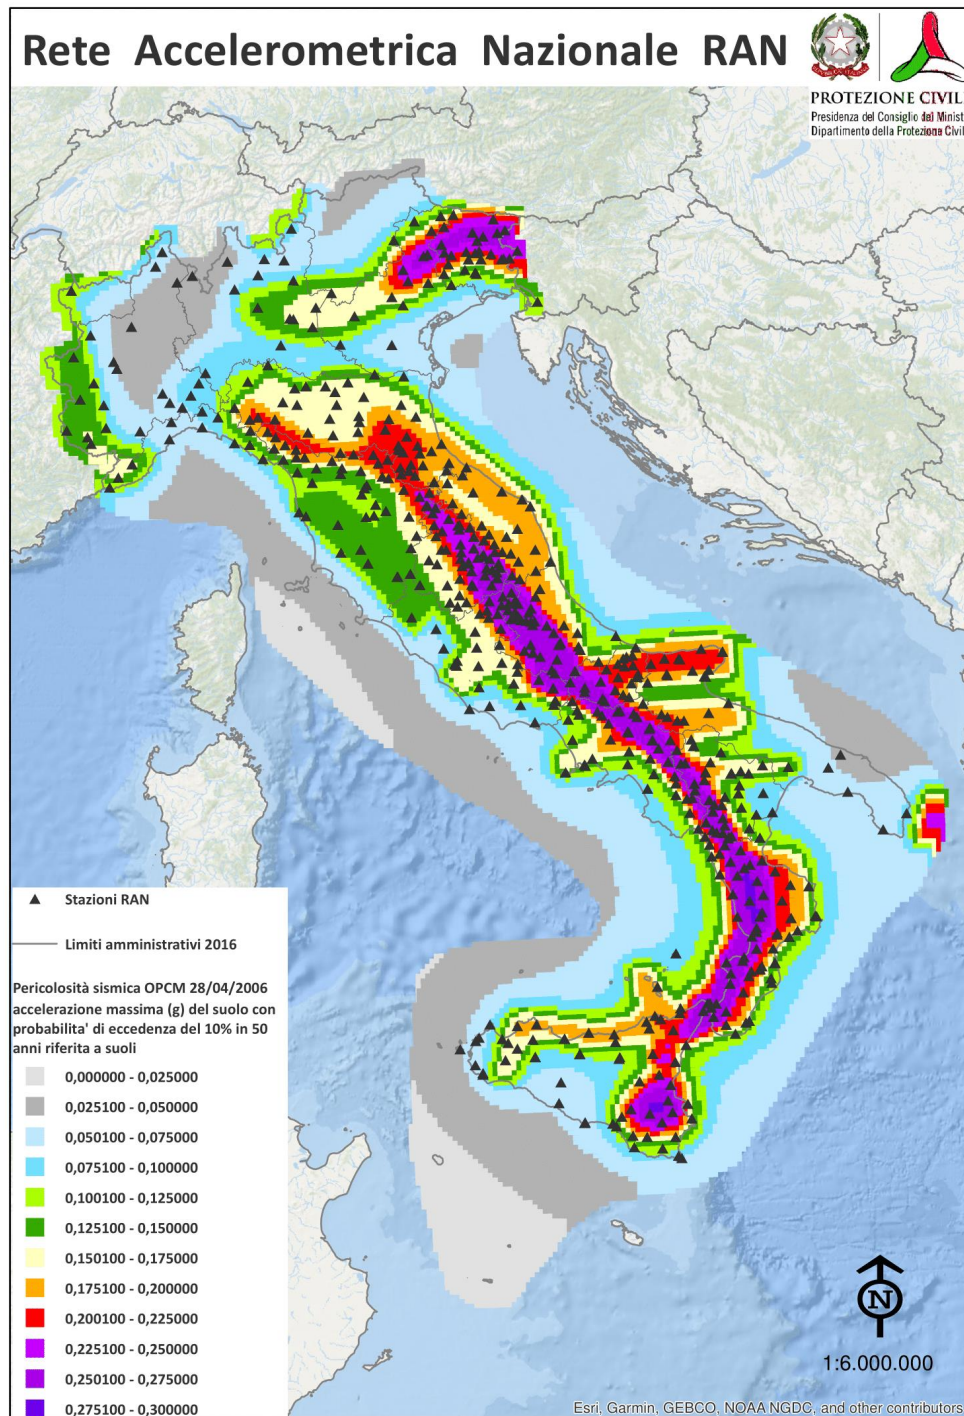 Rete Accelerometrica Nazionale RAN
PROTEZIONE CIVIL
Presidenza del Consiglio dei Minist
Dipartimento della Protezione Civil
Stazioni RAN
Limiti amministrativi 2016
Pericolosità sismica OPCM 28/04/2006
accelerazione massima (g) del suolo con
probabilita' di eccedenza del 10% in 50
anni riferita a suoli
0,000000 - 0,025000
0,025100 - 0,050000
0,050100 - 0,075000
0,075100 - 0,100000
0,100100 - 0,125000
0,125100 - 0,150000
0,150100 - 0,175000
0,175100 - 0,200000
0,200100 - 0,225000
0,225100 - 0,250000
0,250100 - 0,275000
0,275100 - 0,300000
N
1:6.000.000
Esri, Garmin, GEBCO, NOAA NGDC, and other contributors